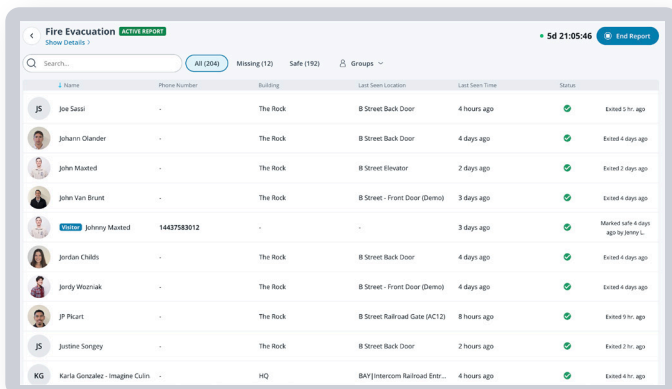 Fire Evacuation ACTIVE REPORT
Show Details >
5d 21:05:46 End Report
Search... All (204) Missing (12) Safe (192) Groups
Name Phone Number Building Last Seen Location Last Seen Time Status
JS Joe Sassi - The Rock B Street Back Door 4 hours ago Exited 5 hr. ago
Johann Olander - The Rock B Street Back Door 4 days ago Exited 4 days ago
John Maxted - The Rock B Street Elevator 2 days ago Exited 2 days ago
John Van Brunt - The Rock B Street - Front Door (Demo) 3 days ago Exited 4 days ago
Visitor Johnny Maxted 14437583012 - - 3 days ago Marked safe 4 days
ago by Jenny L.
Jordan Childs - The Rock B Street Back Door 4 days ago Exited 4 days ago
Jordy Wozniak - The Rock B Street - Front Door (Demo) 4 days ago Exited 4 days ago
JP Picart - The Rock B Street Railroad Gate (AC12) 8 hours ago Exited 9 hr. ago
JS Justine Songey - The Rock B Street Back Door 2 hours ago Exited 2 hr. ago
KG Karla Gonzalez - Imagine Culin - HQ BAY|Intercom Railroad Entr... 4 hours ago Exited 4 hr. ago